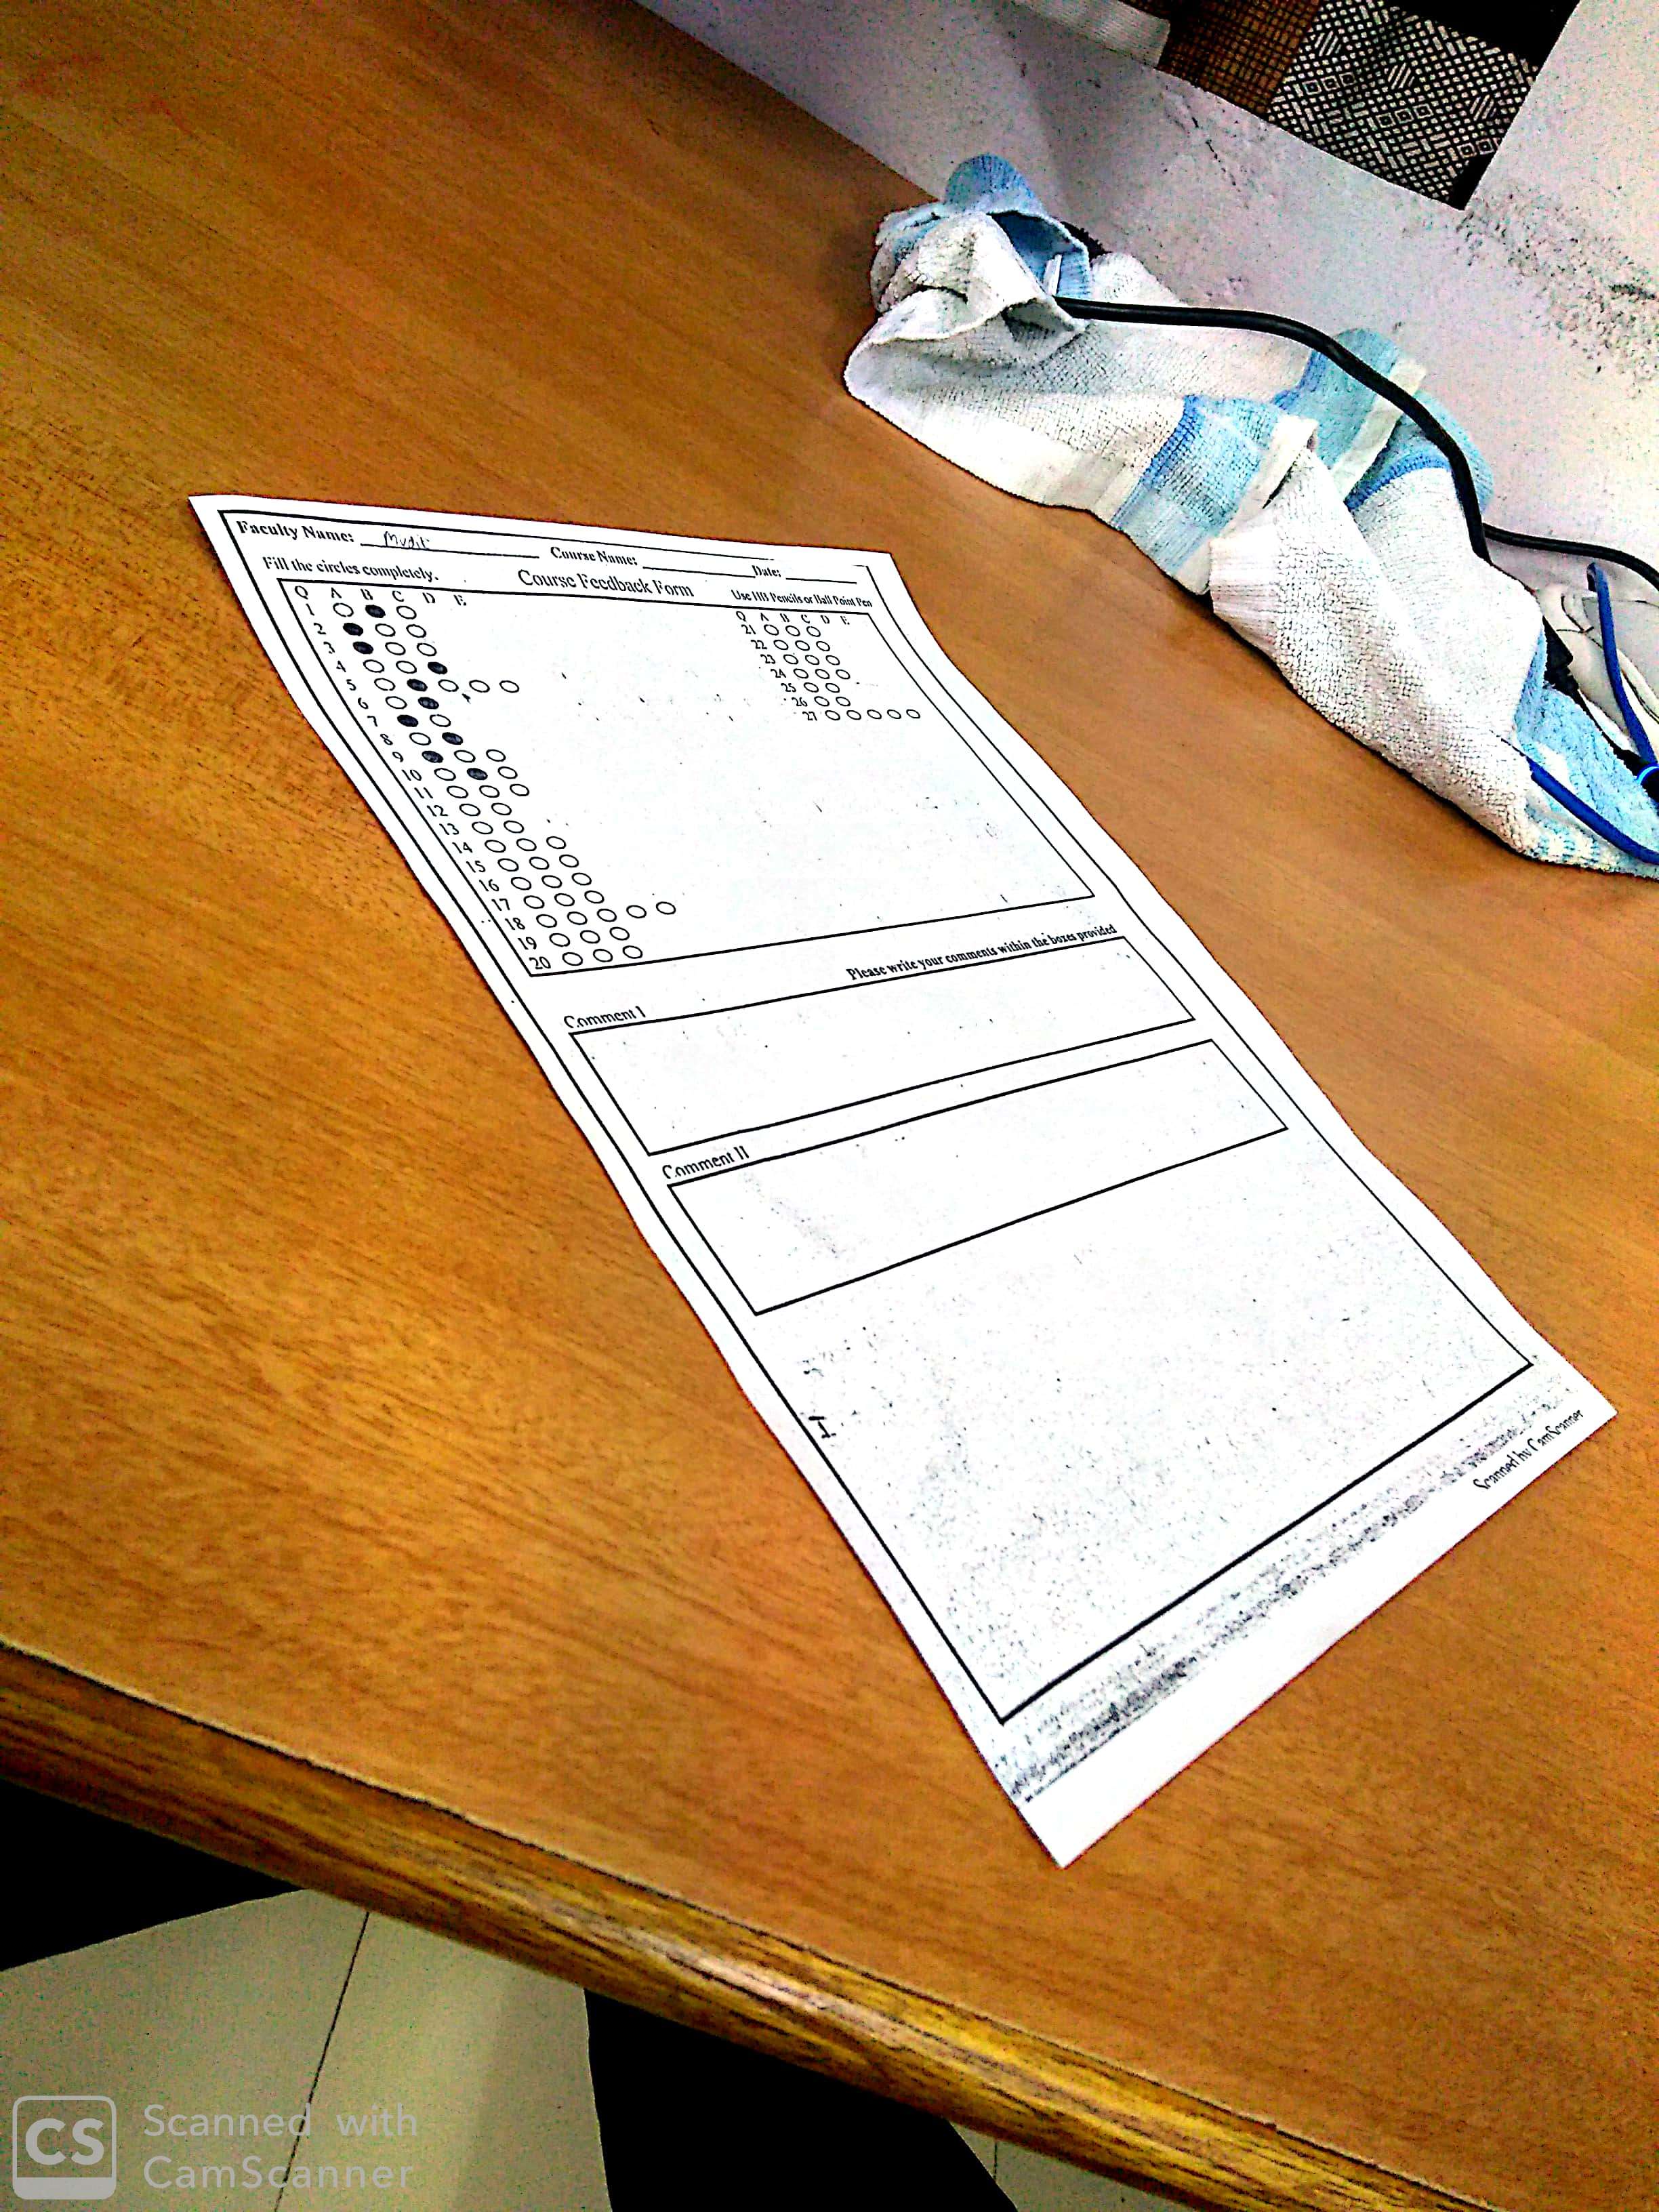 Faculty Name: Mudit Course Name: Date:
Fill the circles completely. Course Feedback Form Use HB Pencils or Ball Point Pen
Q A B C D E
1
2
3
4
5
6
7
8
9
10
11
12
13
14
15
16
17
18
19
20
Q A B C D E
21
22
23
24
25
26
27
Please write your comments within the boxes provided
Comment I
Comment II
Scanned by CamScanner
CS Scanned with
CamScanner